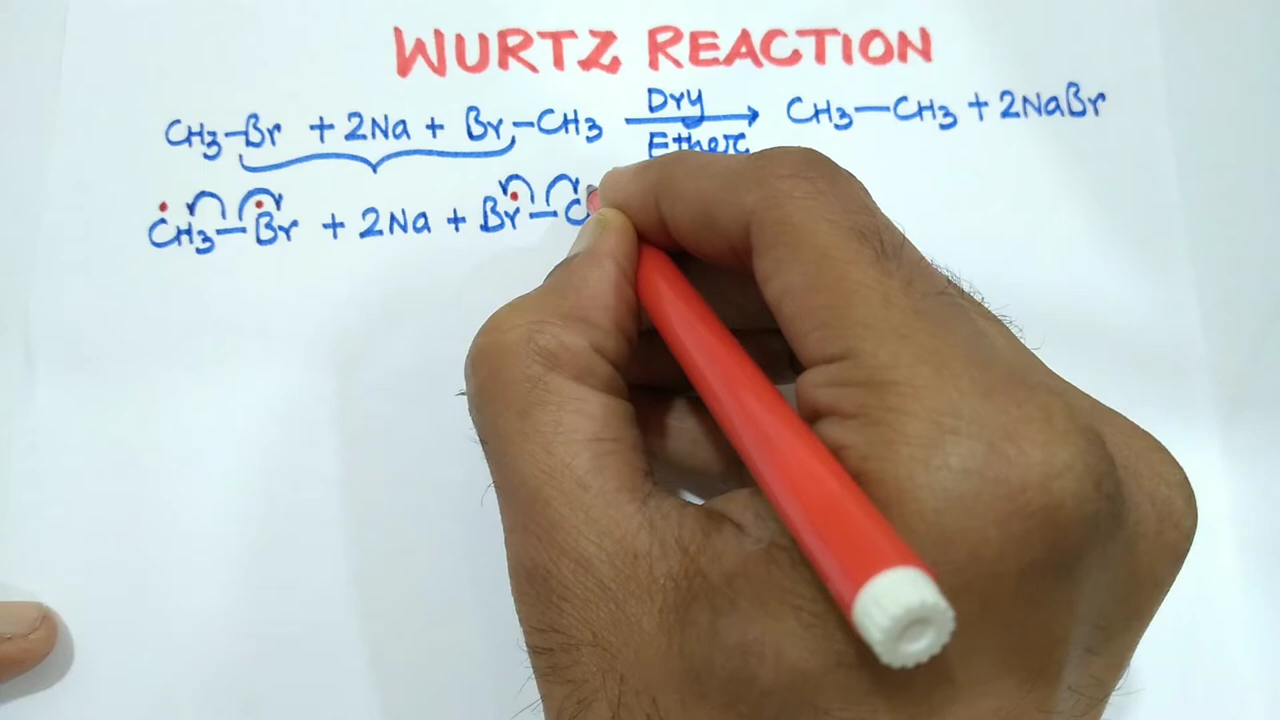 WURTZ REACTION
CH3-Br + 2Na + Br-CH3 Dry Ether → CH3-CH3 + 2NaBr
CH3-Br + 2Na + Br-C